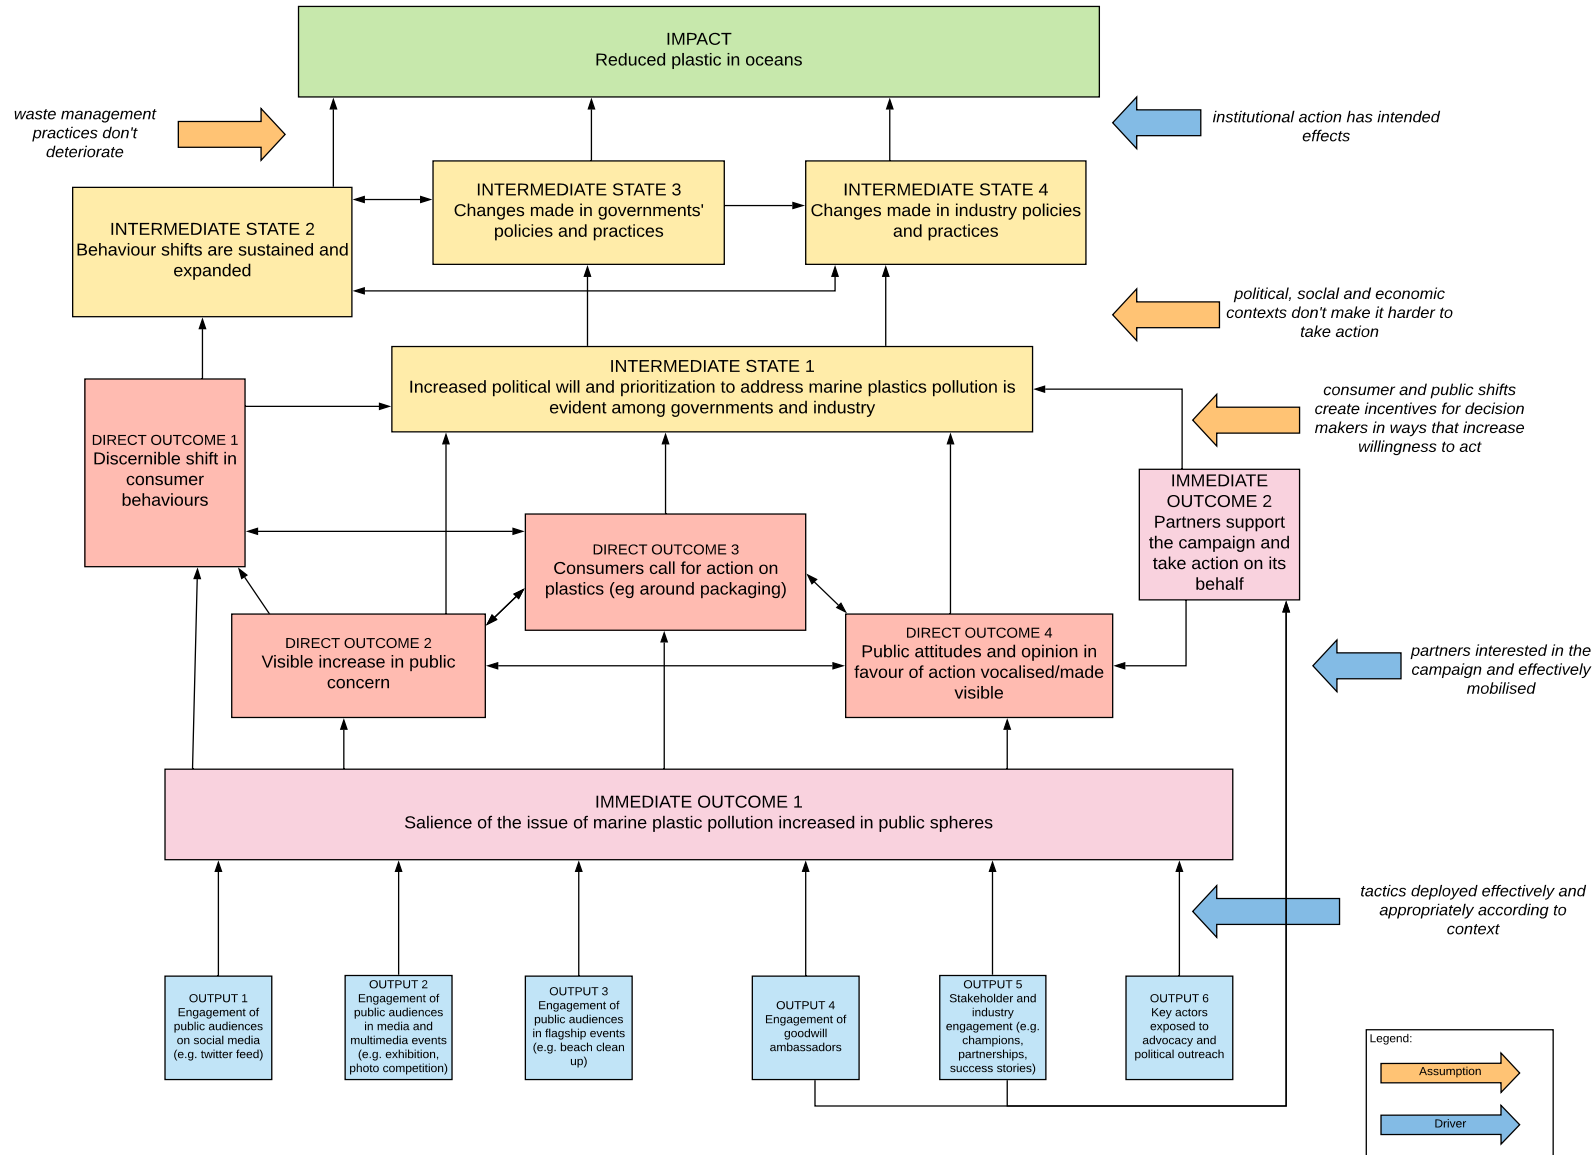 IMPACT
Reduced plastic in oceans
waste management
practices don't
deteriorate
institutional action has intended
effects
INTERMEDIATE STATE 2
Behaviour shifts are sustained and
expanded
INTERMEDIATE STATE 3
Changes made in governments'
policies and practices
INTERMEDIATE STATE 4
Changes made in industry policies
and practices
political, soclal and economic
contexts don't make it harder to
take action
INTERMEDIATE STATE 1
Increased political will and prioritization to address marine plastics pollution is
evident among governments and industry
consumer and public shifts
create incentives for decision
makers in ways that increase
willingness to act
DIRECT OUTCOME 1
Discernible shift in
consumer
behaviours
IMMEDIATE
OUTCOME 2
Partners support
the campaign and
take action on its
behalf
DIRECT OUTCOME 3
Consumers call for action on
plastics (eg around packaging)
DIRECT OUTCOME 2
Visible increase in public
concern
DIRECT OUTCOME 4
Public attitudes and opinion in
favour of action vocalised/made
visible
partners interested in the
campaign and effectively
mobilised
IMMEDIATE OUTCOME 1
Salience of the issue of marine plastic pollution increased in public spheres
tactics deployed effectively and
appropriately according to
context
OUTPUT 1
Engagement of
public audiences
on social media
(e.g. twitter feed)
OUTPUT 2
Engagement of
public audiences
in media and
multimedia events
(e.g. exhibition,
photo competition)
OUTPUT 3
Engagement of
public audiences
in flagship events
(e.g. beach clean
up)
OUTPUT 4
Engagement of
goodwill
ambassadors
OUTPUT 5
Stakeholder and
industry
engagement (e.g.
champions,
partnerships,
success stories)
OUTPUT 6
Key actors
exposed to
advocacy and
political outreach
Legend:
Assumption
Driver